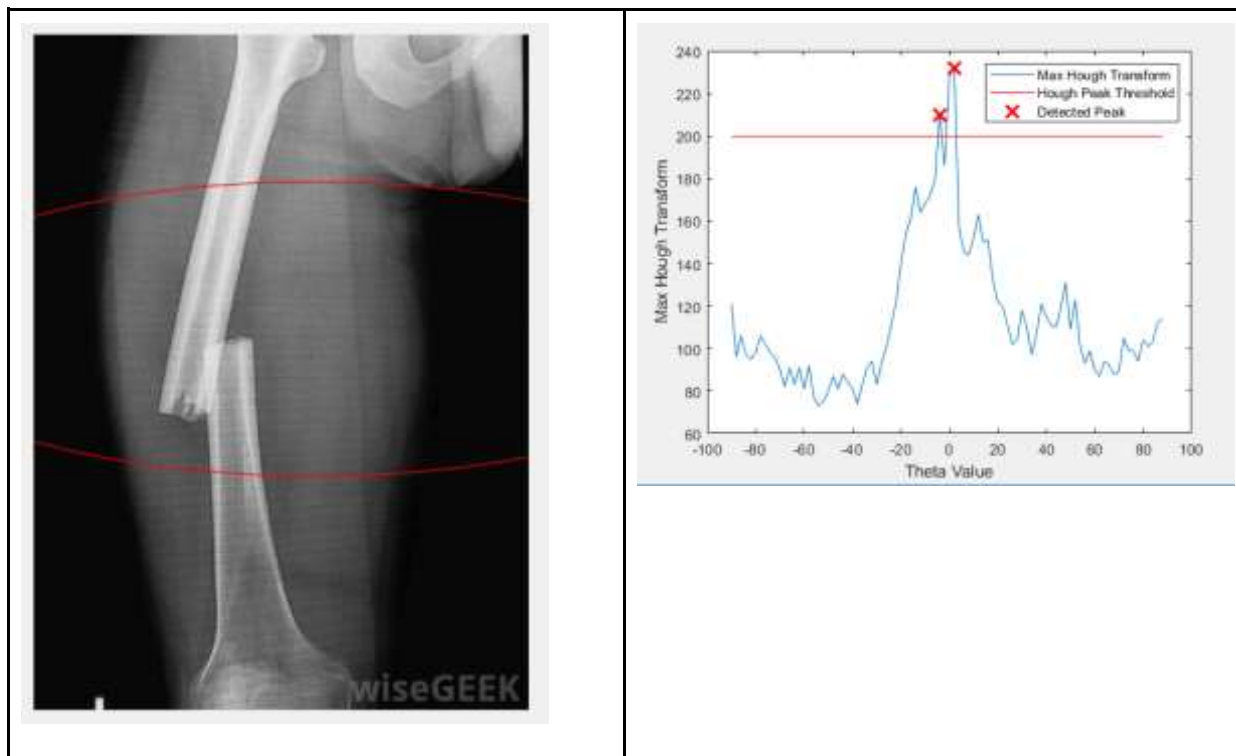 wiseGEEK
240
220
200
180
160
140
120
100
80
60
-100 -80 -60 -40 -20 0 20 40 60 80 100
Max Hough Transform
Theta Value
Max Hough Transform
Hough Peak Threshold
Detected Peak